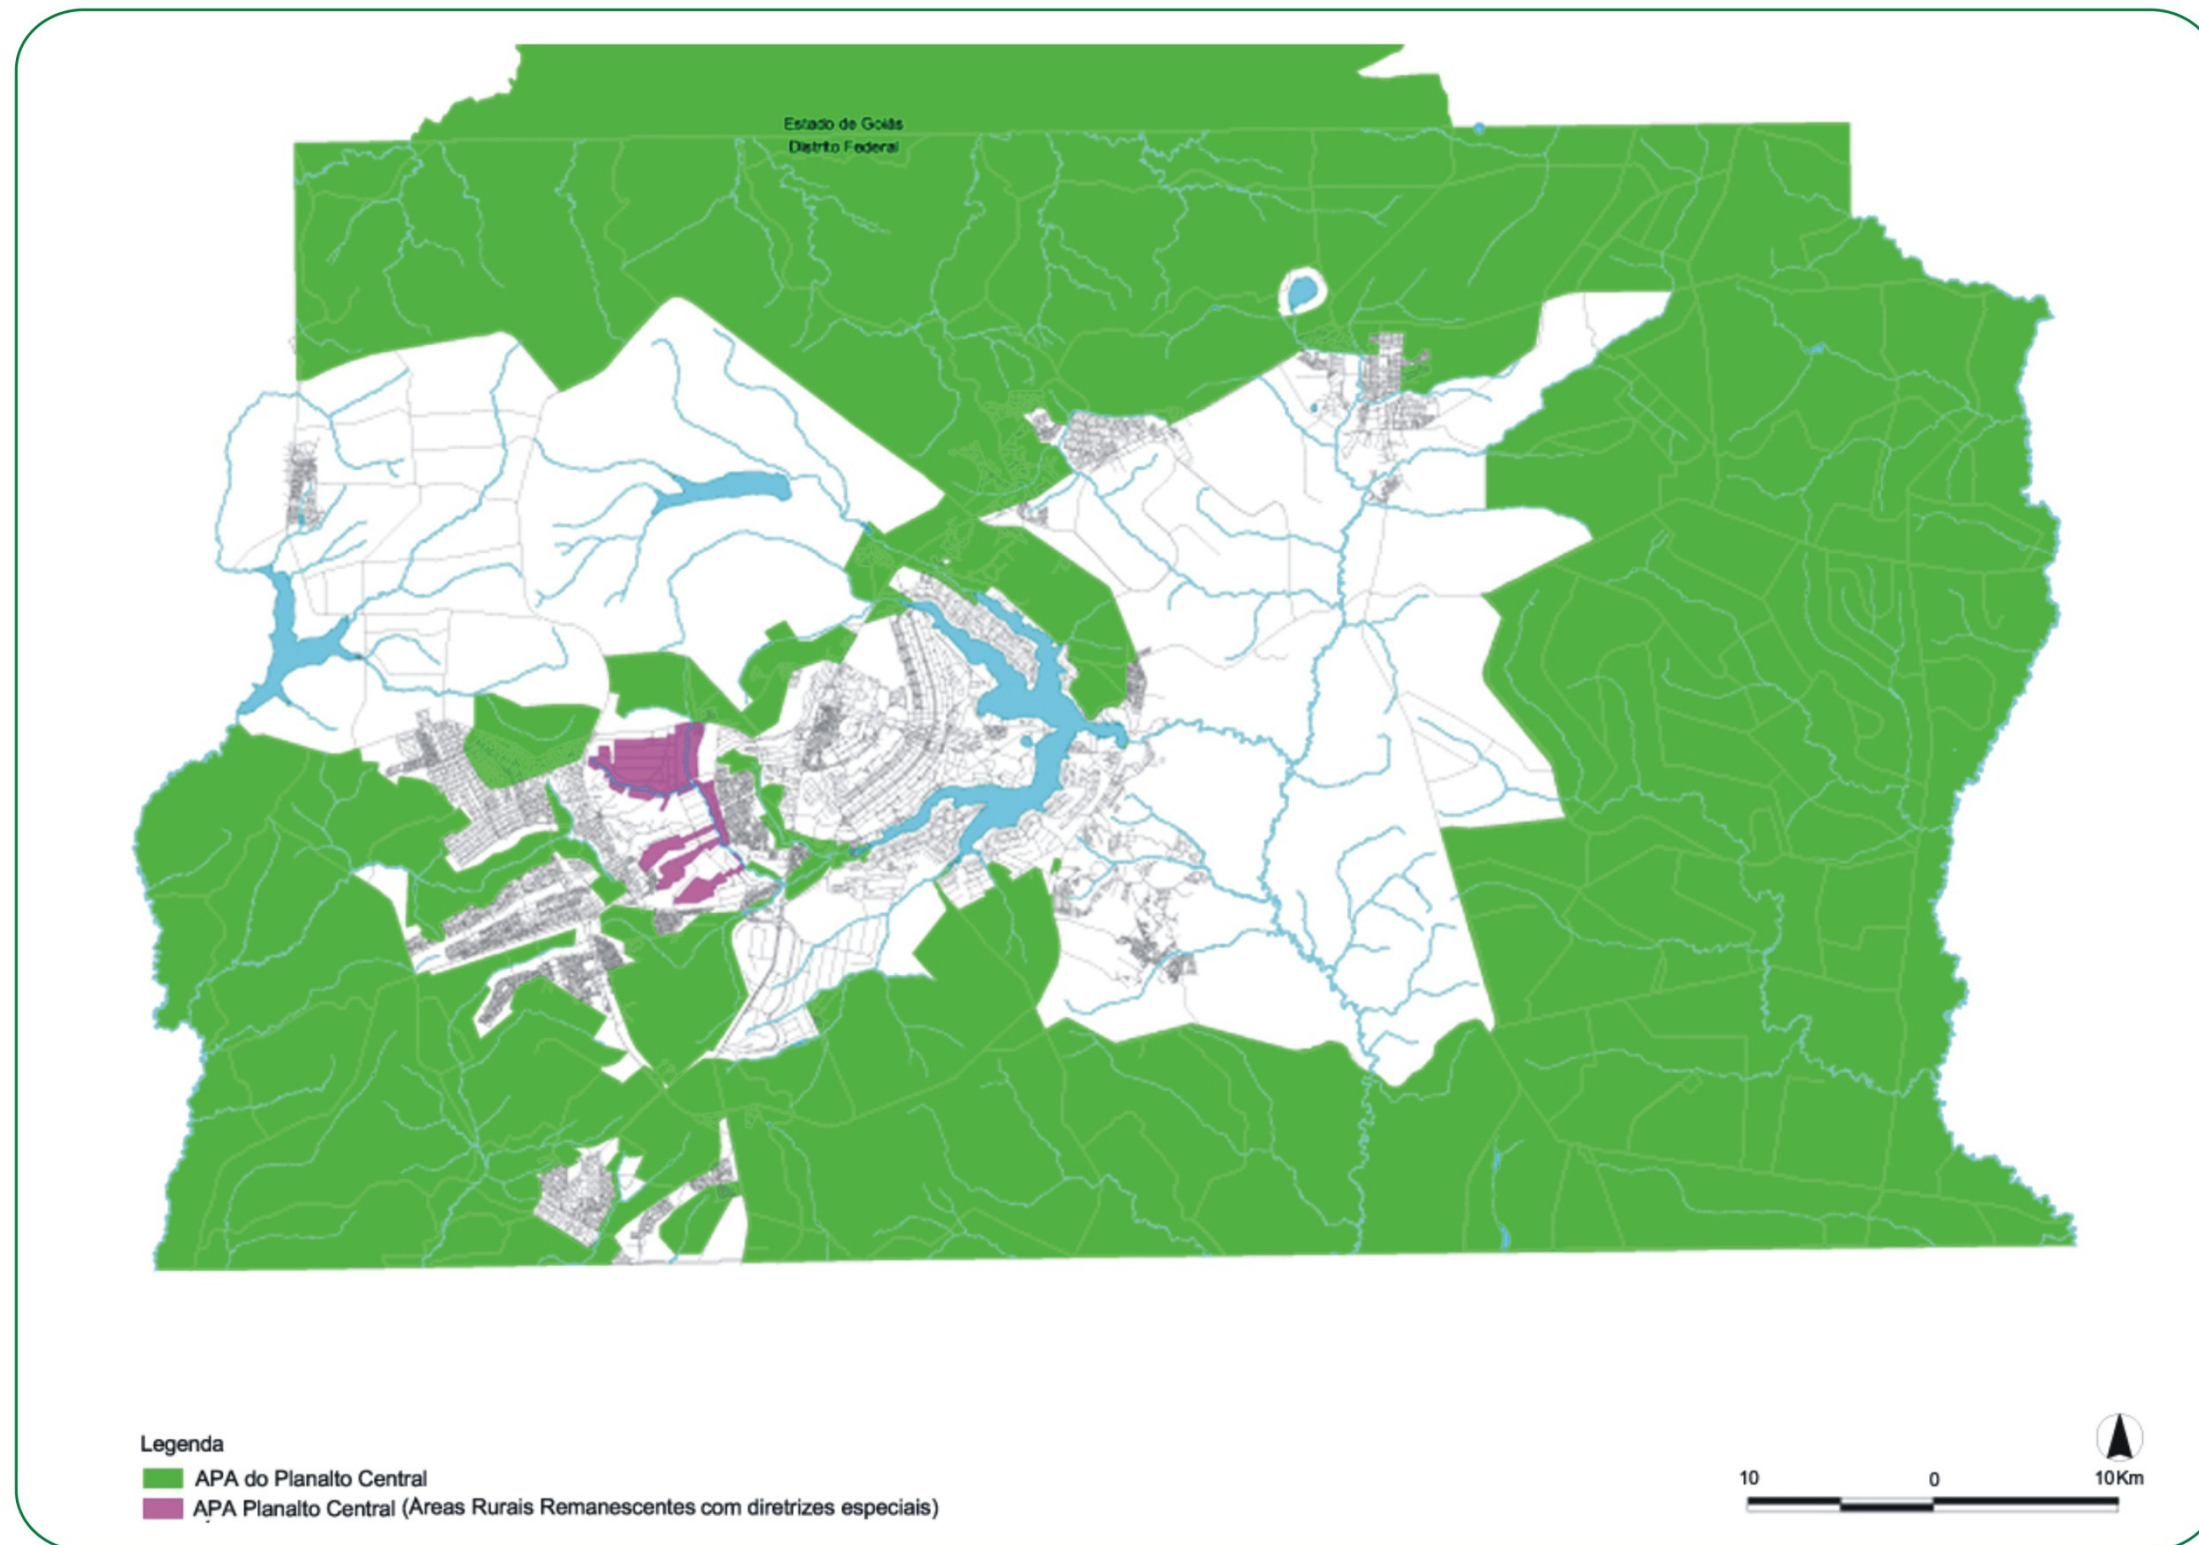 Estado de Goiás
Distrito Federal
Legenda
APA do Planalto Central
APA Planalto Central (Areas Rurais Remanescentes com diretrizes especiais)
10 0 10Km